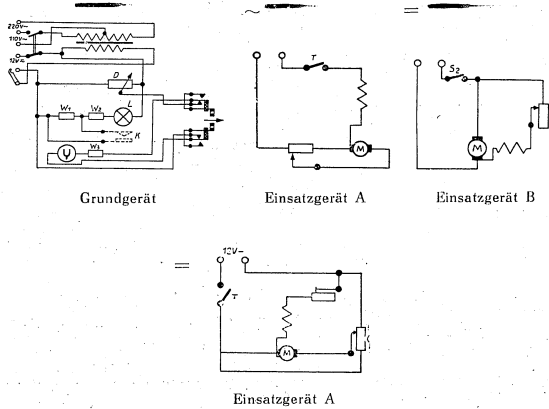 220V~
110V~
12V=
D
W1
W2
L
K
V
W3
Grundgerät
~
T
M
Einsatzgerät A
=
S2
M
Einsatzgerät B
=
12V-
T
M
Einsatzgerät A